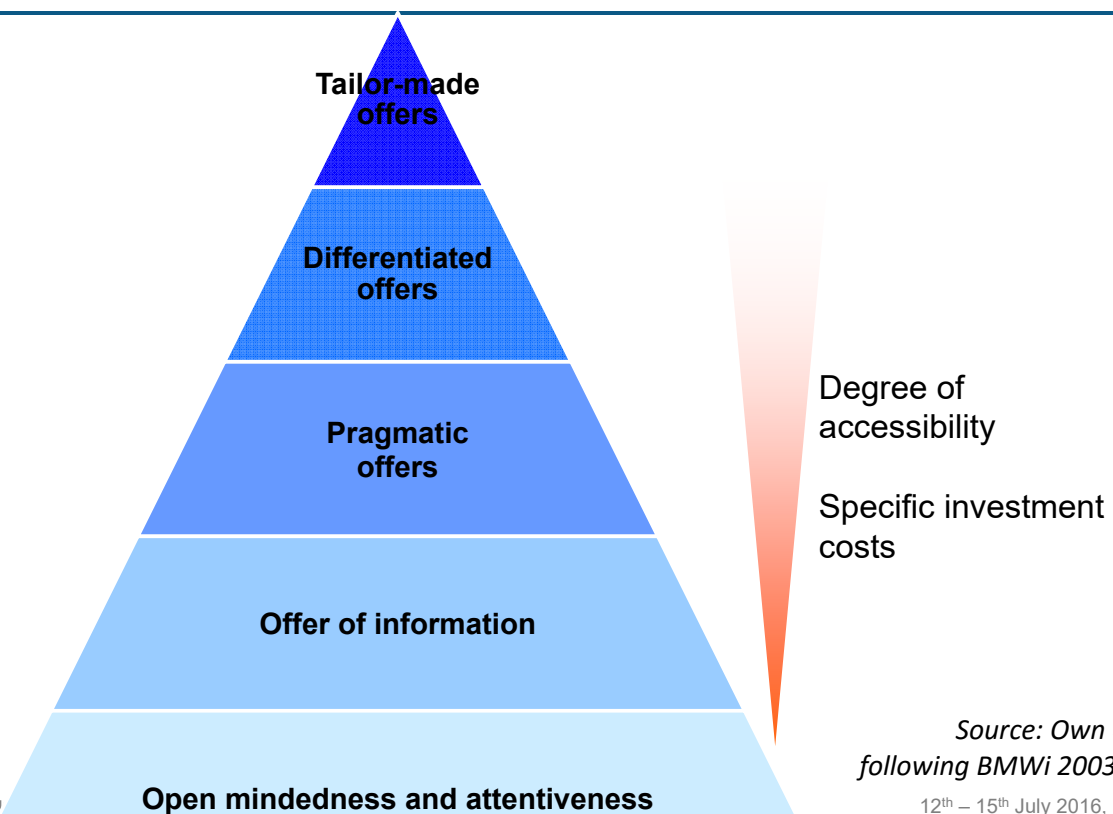 Tailor-made
offers
Differentiated
offers
Pragmatic
offers
Offer of information
Open mindedness and attentiveness
Degree of
accessibility
Specific investment
costs
Source: Own
following BMWi 2003
12th – 15th July 2016,